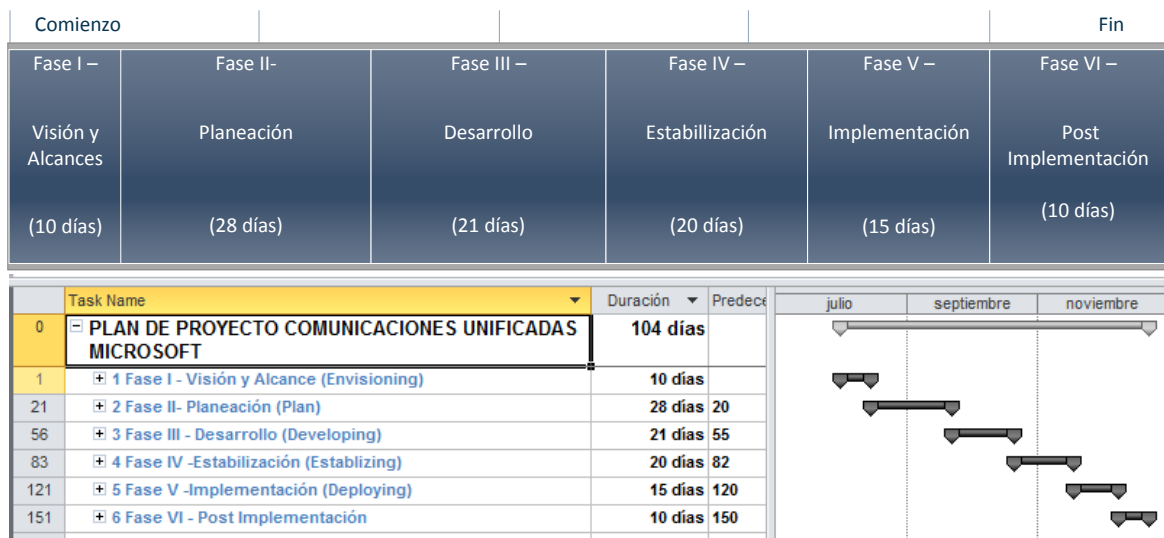 Comienzo Fin
Fase I – Fase II- Fase III – Fase IV – Fase V – Fase VI –
Visión y Planeación Desarrollo Estabillización Implementación Post
Alcances Implementación
(10 días) (28 días) (21 días) (20 días) (15 días) (10 días)
Task Name Duración Predece julio septiembre noviembre
0 PLAN DE PROYECTO COMUNICACIONES UNIFICADAS 104 días
MICROSOFT
1 1 Fase I - Visión y Alcance (Envisioning) 10 días
21 2 Fase II- Planeación (Plan) 28 días 20
56 3 Fase III - Desarrollo (Developing) 21 días 55
83 4 Fase IV -Estabilización (Establizing) 20 días 82
121 5 Fase V -Implementación (Deploying) 15 días 120
151 6 Fase VI - Post Implementación 10 días 150